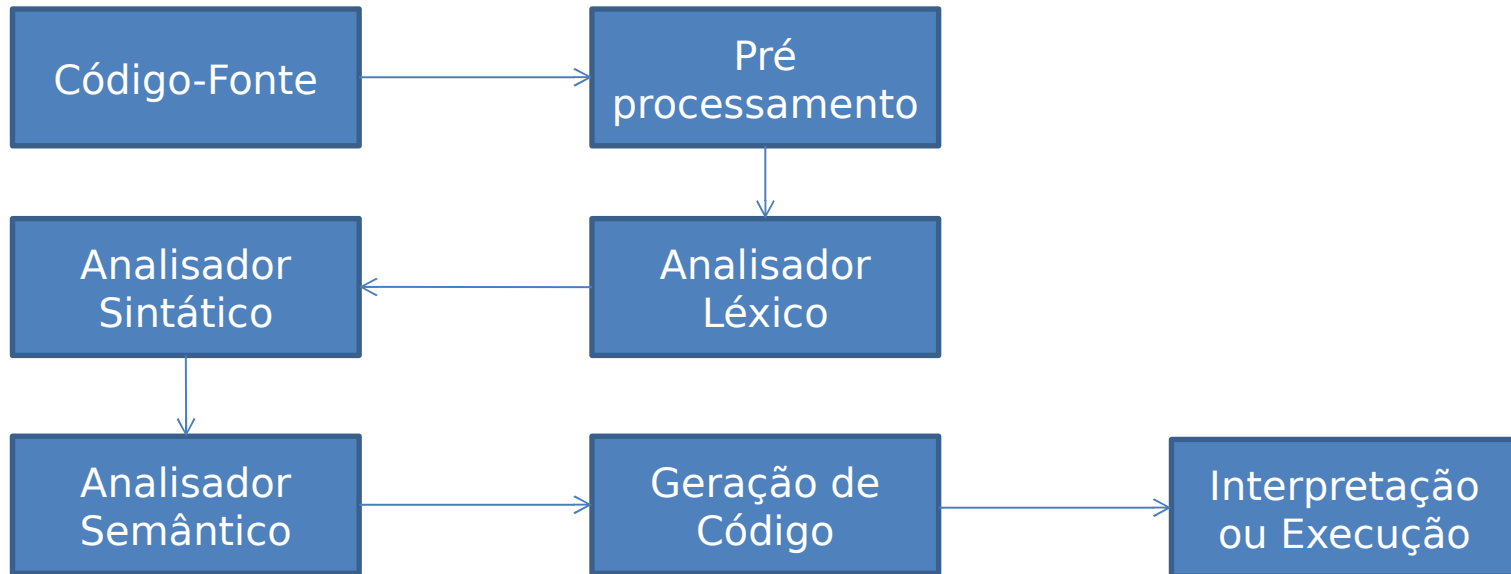 Código-Fonte
Pré
processamento
Analisador
Sintático
Analisador
Léxico
Analisador
Semântico
Geração de
Código
Interpretação
ou Execução